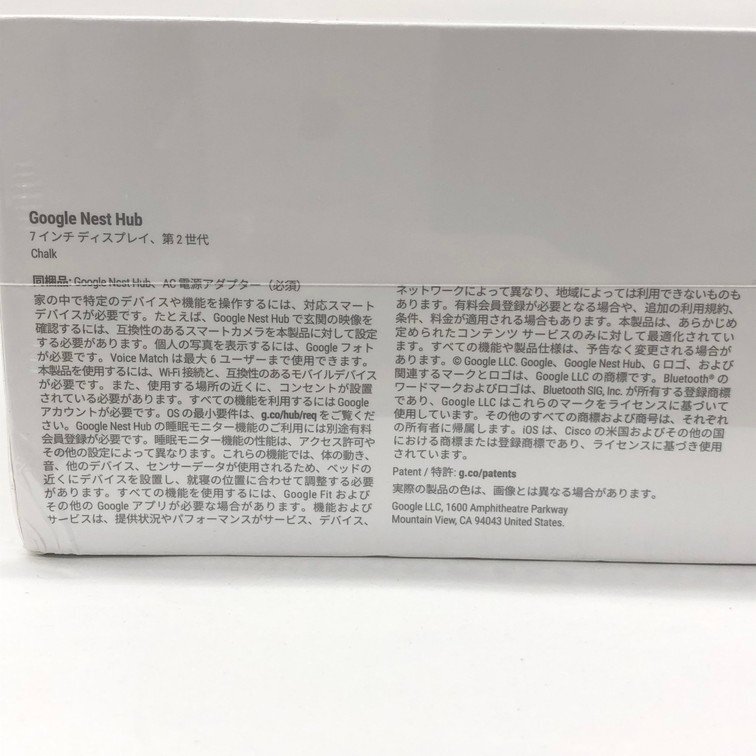 Google Nest Hub
7 インチ ディスプレイ、第 2 世代
Chalk
同梱品: Google Nest Hub、AC 電源アダプター（必須）
家の中で特定のデバイスや機能を操作するには、対応スマート
デバイスが必要です。たとえば、Google Nest Hub で玄関の映像を
確認するには、互換性のあるスマートカメラを本製品に対して設定
する必要があります。個人の写真を表示するには、Google フォト
が必要です。Voice Match は最大 6 ユーザーまで使用できます。
本製品を使用するには、Wi-Fi 接続と、互換性のあるモバイルデバイス
が必要です。また、使用する場所の近くに、コンセントが設置
されている必要があります。すべての機能を利用するには Google
アカウントが必要です。OS の最小要件は、g.co/hub/req をご覧くだ
さい。Google Nest Hub の睡眠モニター機能のご利用には別途有料
会員登録が必要です。睡眠モニター機能の性能は、アクセス許可や
その他の設定によって異なります。これらの機能では、体の動き、
音、他のデバイス、センサーデータが使用されるため、ベッドの
近くにデバイスを設置し、就寝の位置に合わせて調整する必要
があります。すべての機能を使用するには、Google Fit および
その他の Google アプリが必要な場合があります。機能および
サービスは、提供状況やパフォーマンスがサービス、デバイス、
ネットワークによって異なり、地域によっては利用できないものも
あります。有料会員登録が必要となる場合や、追加の利用規約、
条件、料金が適用される場合もあります。本製品は、あらかじめ
定められたコンテンツ サービスのみに対して最適化されてい
ます。すべての機能や製品仕様は、予告なく変更される場合が
あります。© Google LLC. Google、Google Nest Hub、G ロゴ、および
関連するマークとロゴは、Google LLC の商標です。Bluetooth® の
ワードマークおよびロゴは、Bluetooth SIG, Inc. が所有する登録商標
であり、Google LLC はこれらのマークをライセンスに基づいて
使用しています。その他のすべての商標および商号は、それぞれ
の所有者に帰属します。iOS は、Cisco の米国およびその他の国
における商標または登録商標であり、ライセンスに基づき使用
されています。
Patent / 特許: g.co/patents
実際の製品の色は、画像とは異なる場合があります。
Google LLC, 1600 Amphitheatre Parkway
Mountain View, CA 94043 United States.